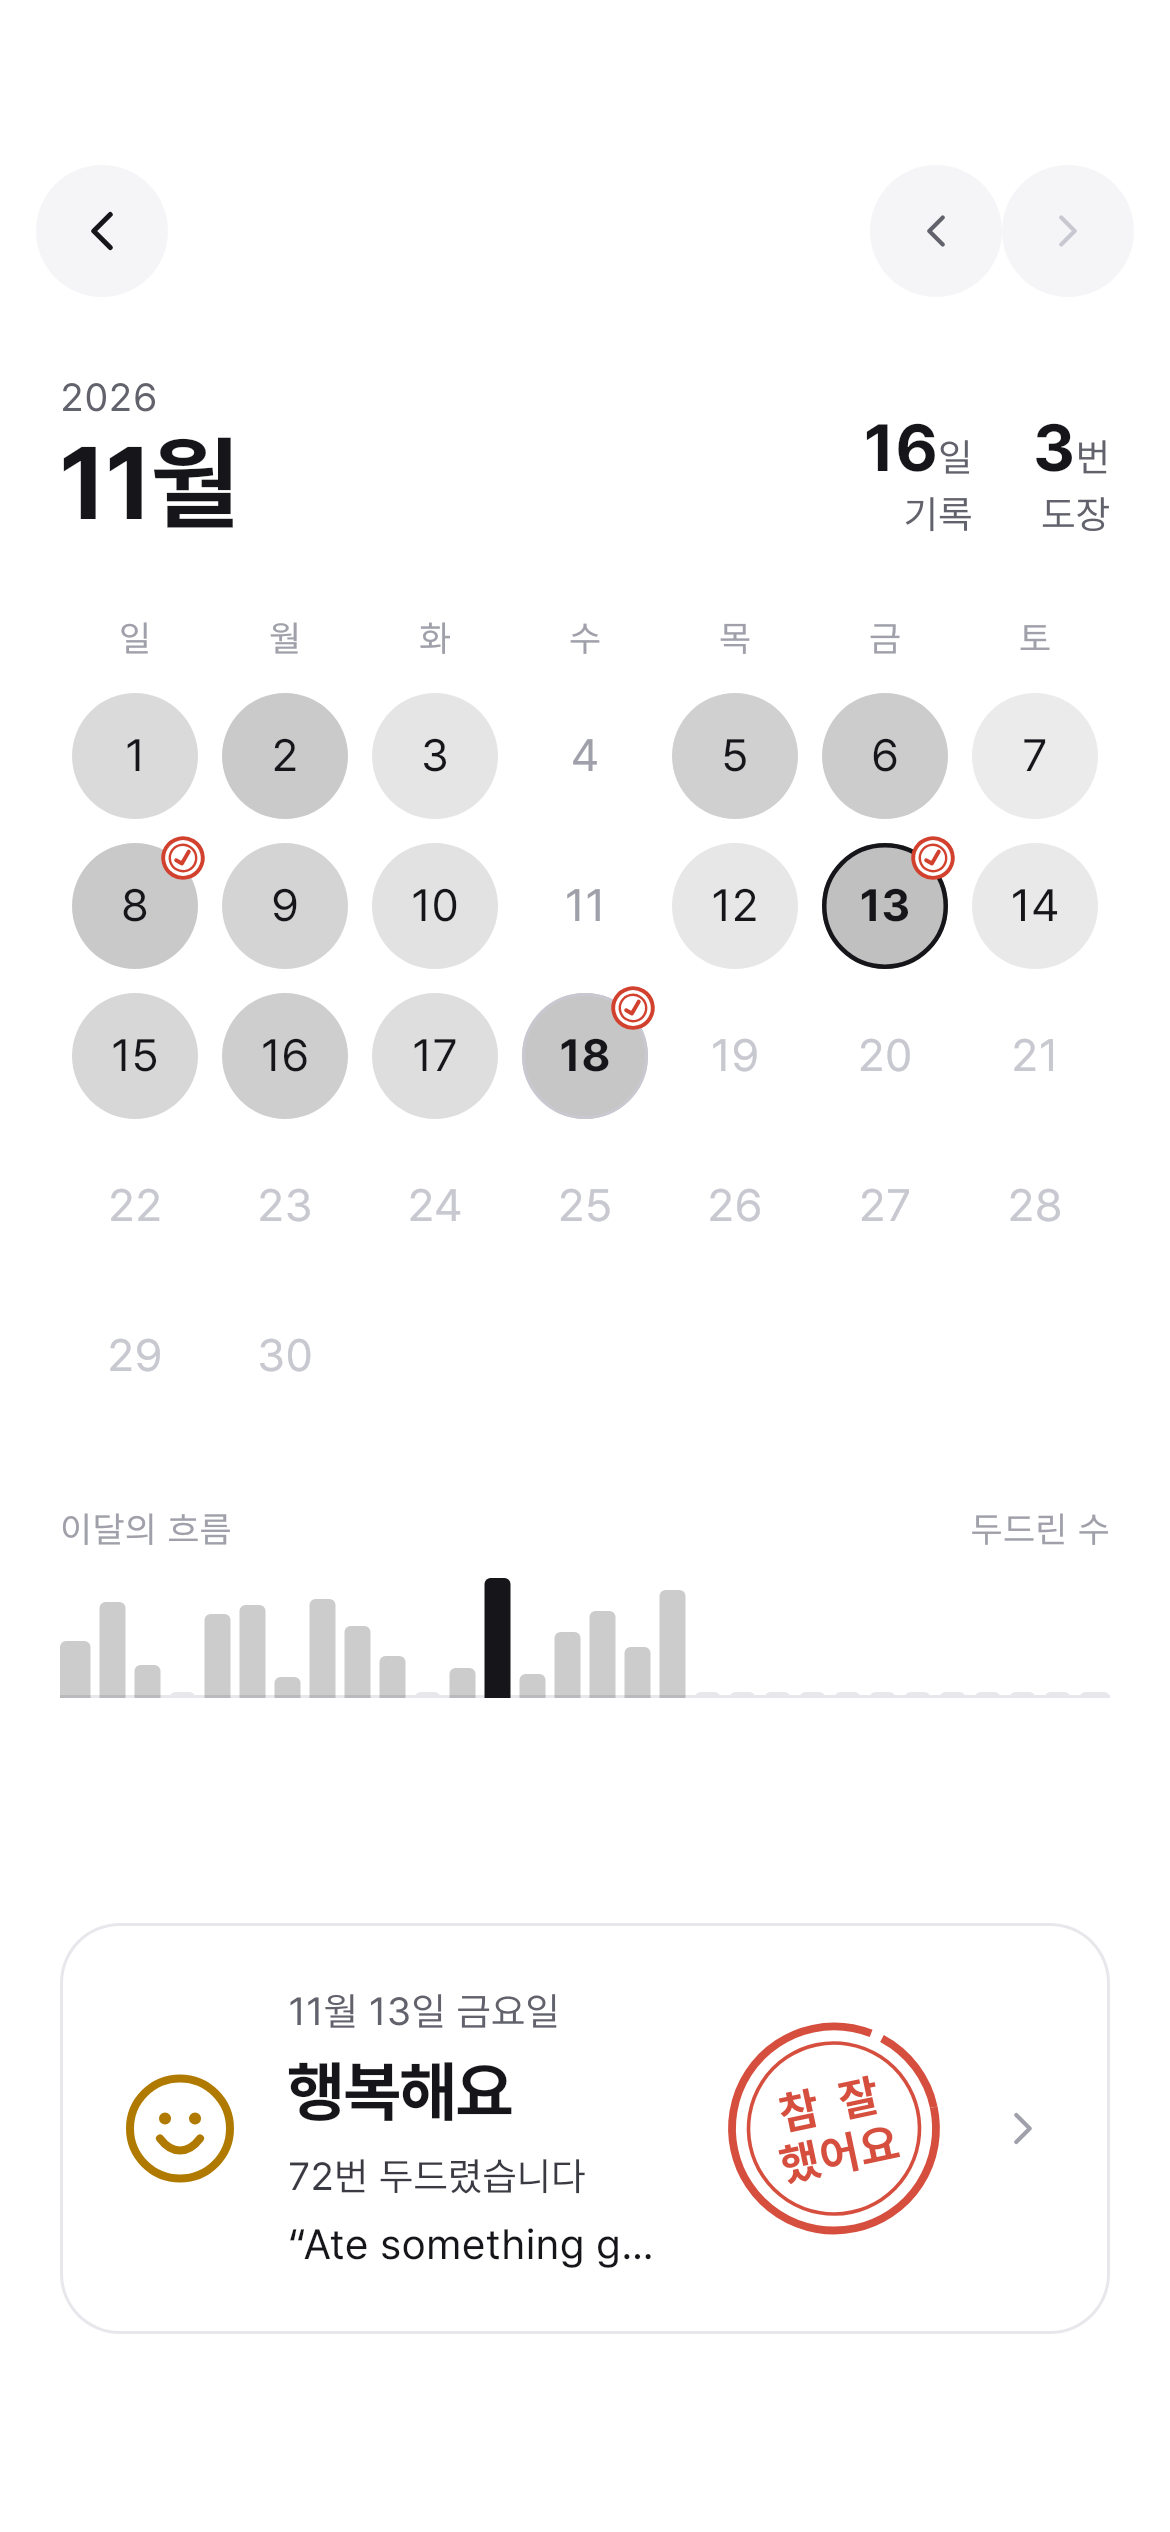 2026
11월
16일 3번
기록 도장
일 월 화 수 목 금 토
1 2 3 4 5 6 7
8 9 10 11 12 13 14
15 16 17 18 19 20 21
22 23 24 25 26 27 28
29 30
이달의 흐름 두드린 수
11월 13일 금요일
행복해요
72번 두드렸습니다
“Ate something g...
참 잘
했어요